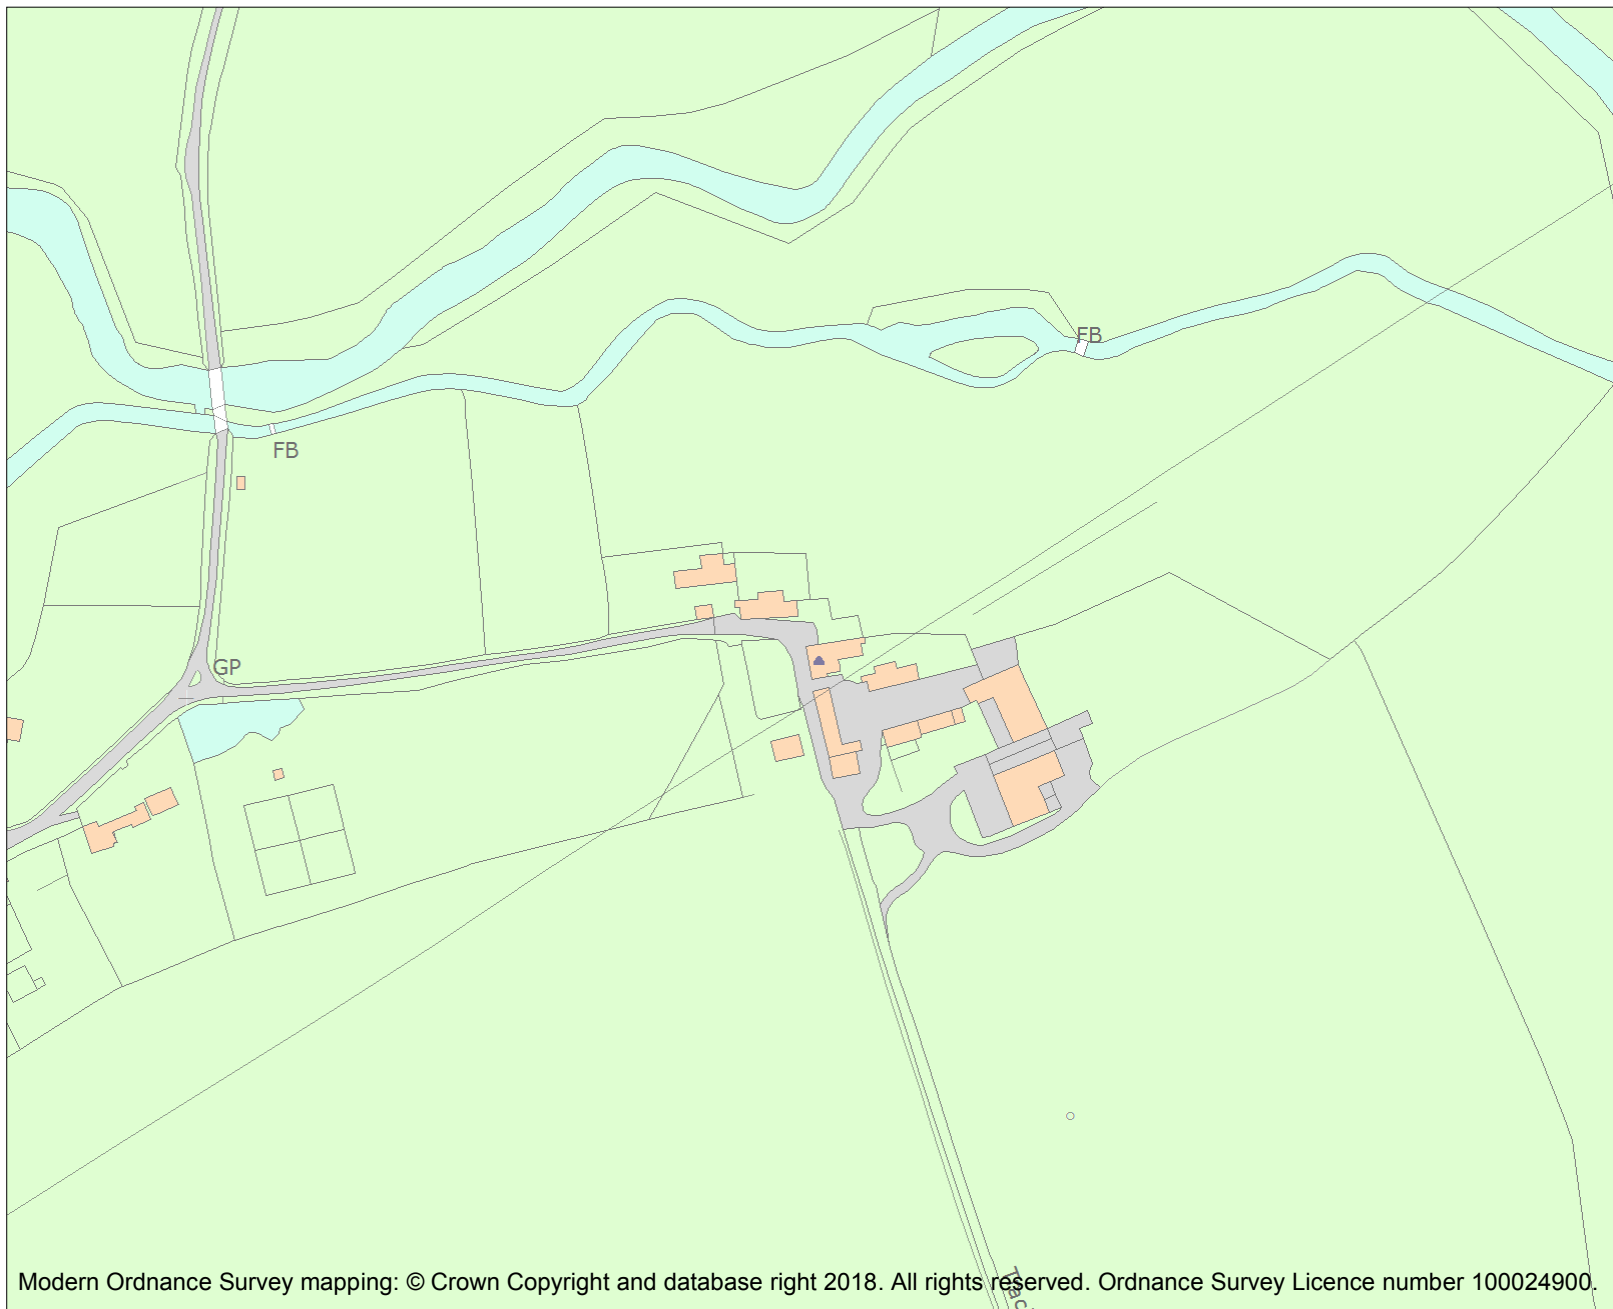 FB
FB
GP
Modern Ordnance Survey mapping: © Crown Copyright and database right 2018. All rights reserved. Ordnance Survey Licence number 100024900.